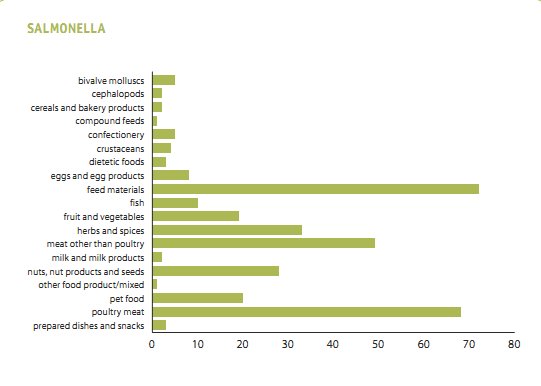 SALMONELLA
bivalve molluscs
cephalopods
cereals and bakery products
compound feeds
confectionery
crustaceans
dietetic foods
eggs and egg products
feed materials
fish
fruit and vegetables
herbs and spices
meat other than poultry
milk and milk products
nuts, nut products and seeds
other food product/mixed
pet food
poultry meat
prepared dishes and snacks
0 10 20 30 40 50 60 70 80